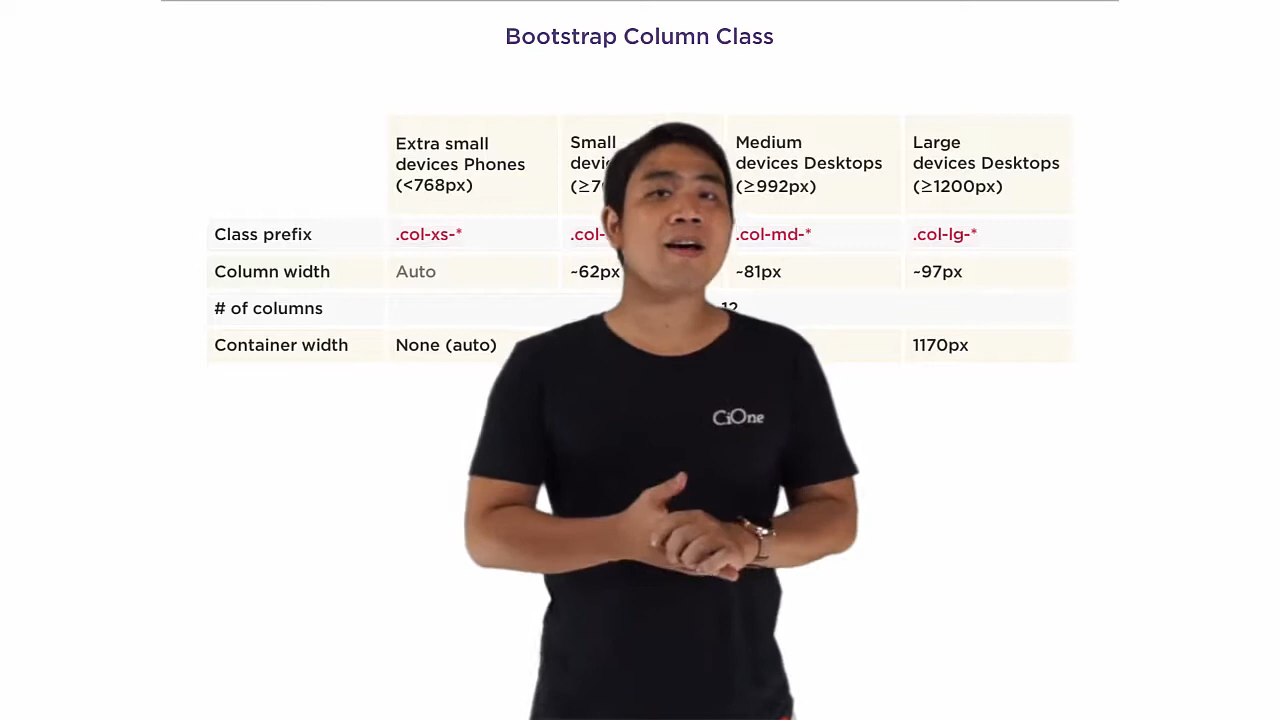 Bootstrap Column Class
Extra small
devices Phones
(<768px)
Small
(≥7
Medium
devices Desktops
(≥992px)
Large
devices Desktops
(≥1200px)
Class prefix
.col-xs-*
.col-
.col-md-*
.col-lg-*
Column width
Auto
~62px
~81px
~97px
# of columns
12
Container width
None (auto)
1170px
CiOne